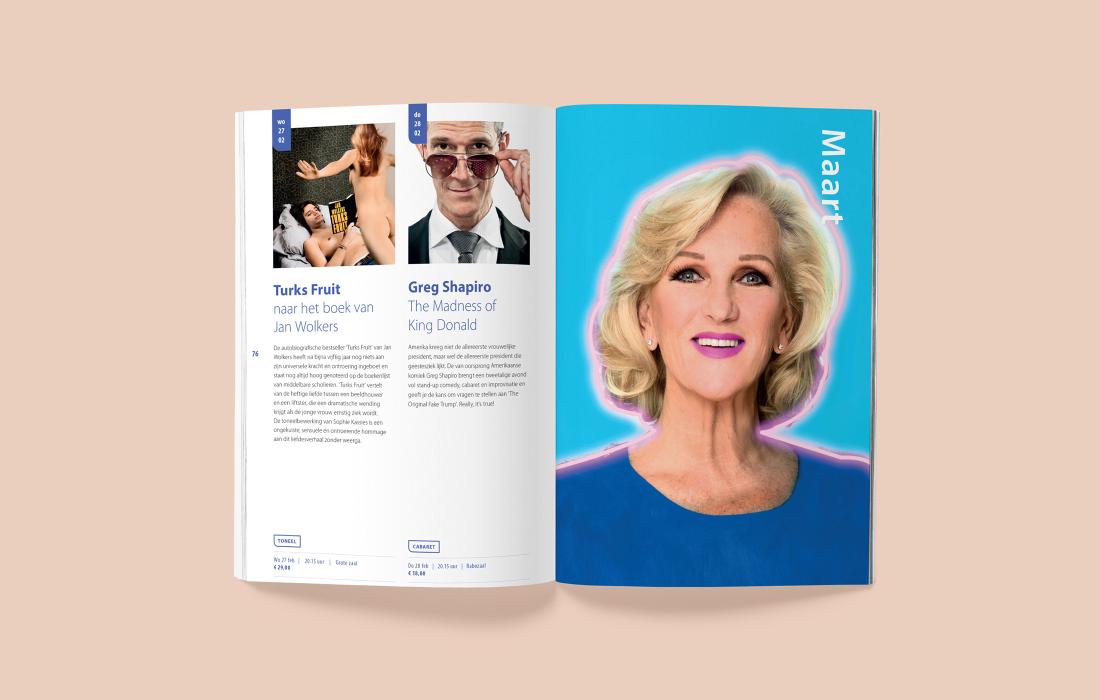 wo
27
02
JAN
WOLKERS
TURKS
FRUIT
Turks Fruit
naar het boek van
Jan Wolkers
De autobiografische bestseller 'Turks Fruit' van Jan
Wolkers heeft na bijna vijftig jaar nog niets aan
zijn universele kracht en ontroering ingeboet en
staat nog altijd hoog genoteerd op de boekenlijst
van middelbare scholieren. 'Turks Fruit' vertelt
van de heftige liefde tussen een beeldhouwer
en een liftster, die een dramatische wending
krijgt als de jonge vrouw ernstig ziek wordt.
De toneelbewerking van Sophie Kassies is een
ongekuiste, sensuele én ontroerende hommage
aan dit liefdesverhaal zonder weerga.
TONEEL
Wo 27 feb | 20.15 uur | Grote zaal
€ 29,00
76
do
28
02
Greg Shapiro
The Madness of
King Donald
Amerika kreeg niet de allereerste vrouwelijke
president, maar wel de allereerste president die
geestesziek lijkt. De van oorsprong Amerikaanse
komiek Greg Shapiro brengt een tweetalige avond
vol stand-up comedy, cabaret en improvisatie en
geeft je de kans om vragen te stellen aan 'The
Original Fake Trump'. Really, it's true!
CABARET
Do 28 feb | 20.15 uur | Rabozaal
€ 18,00
Maart